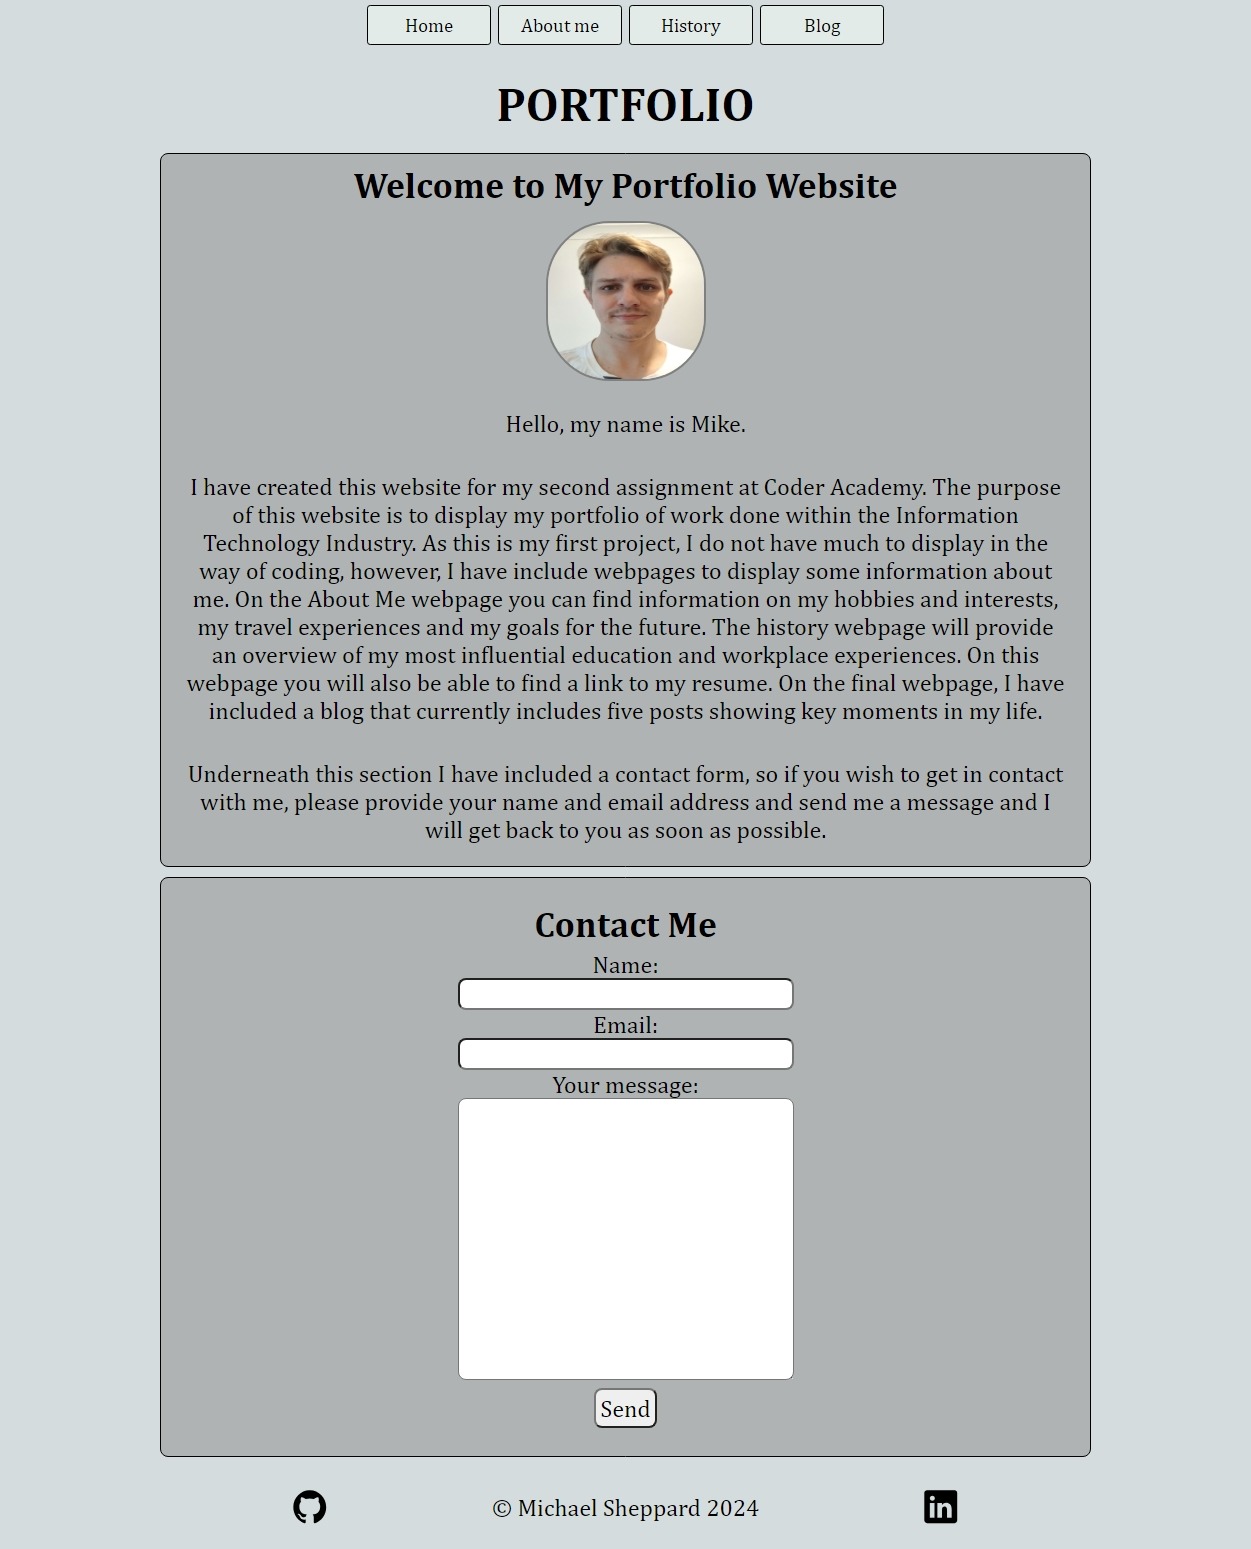 Home About me History Blog
PORTFOLIO
Welcome to My Portfolio Website
Hello, my name is Mike.
I have created this website for my second assignment at Coder Academy. The purpose
of this website is to display my portfolio of work done within the Information
Technology Industry. As this is my first project, I do not have much to display in the
way of coding, however, I have include webpages to display some information about
me. On the About Me webpage you can find information on my hobbies and interests,
my travel experiences and my goals for the future. The history webpage will provide
an overview of my most influential education and workplace experiences. On this
webpage you will also be able to find a link to my resume. On the final webpage, I have
included a blog that currently includes five posts showing key moments in my life.
Underneath this section I have included a contact form, so if you wish to get in contact
with me, please provide your name and email address and send me a message and I
will get back to you as soon as possible.
Contact Me
Name:
Email:
Your message:
Send
© Michael Sheppard 2024 in